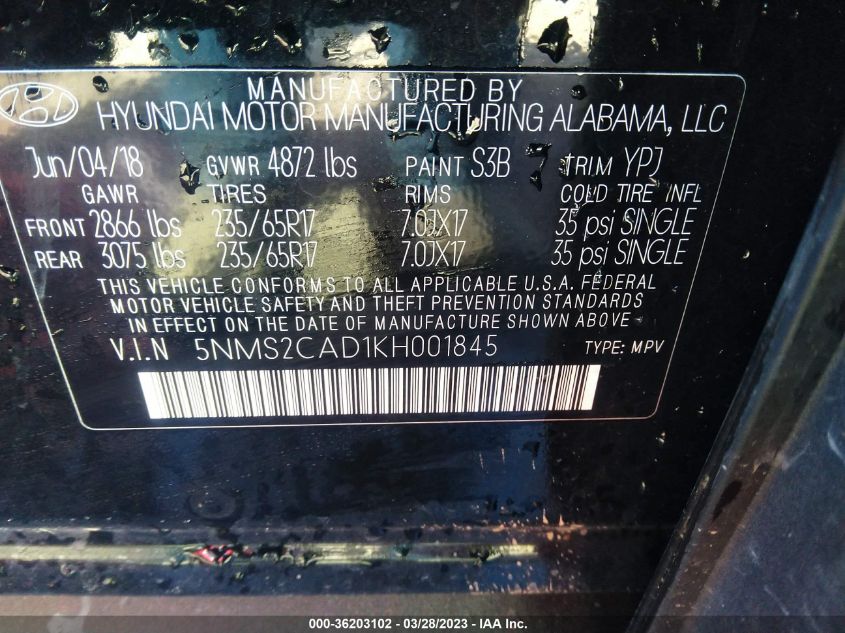 MANUFACTURED BY
HYUNDAI MOTOR MANUFACTURING ALABAMA, LLC
Jun/04/18 GVWR 4872 lbs PAINT S3B 7 TRIM YPJ
GAWR TIRES RIMS COLD TIRE INFL
FRONT 2866 lbs 235/65R17 7.0JX17 35 psi SINGLE
REAR 3075 lbs 235/65R17 7.0JX17 35 psi SINGLE
THIS VEHICLE CONFORMS TO ALL APPLICABLE U.S.A. FEDERAL
MOTOR VEHICLE SAFETY AND THEFT PREVENTION STANDARDS
IN EFFECT ON THE DATE OF MANUFACTURE SHOWN ABOVE
V.I.N 5NMS2CAD1KH001845 TYPE: MPV
000-36203102 - 03/28/2023 - IAA Inc.